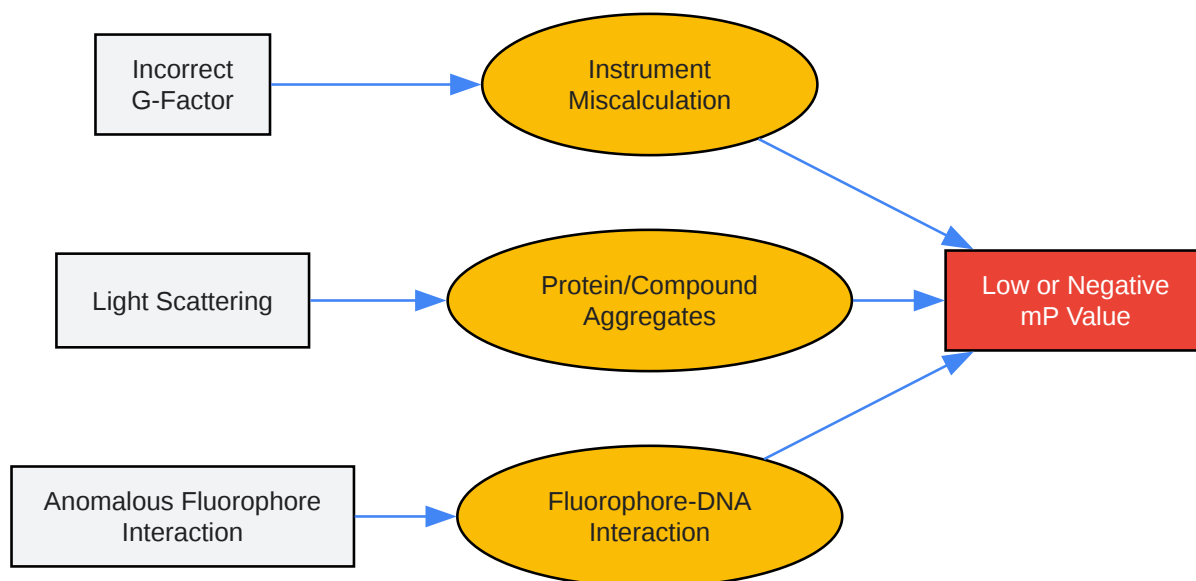 Incorrect
G-Factor
Instrument
Miscalculation
Light Scattering
Protein/Compound
Aggregates
Low or Negative
mP Value
Anomalous Fluorophore
Interaction
Fluorophore-DNA
Interaction